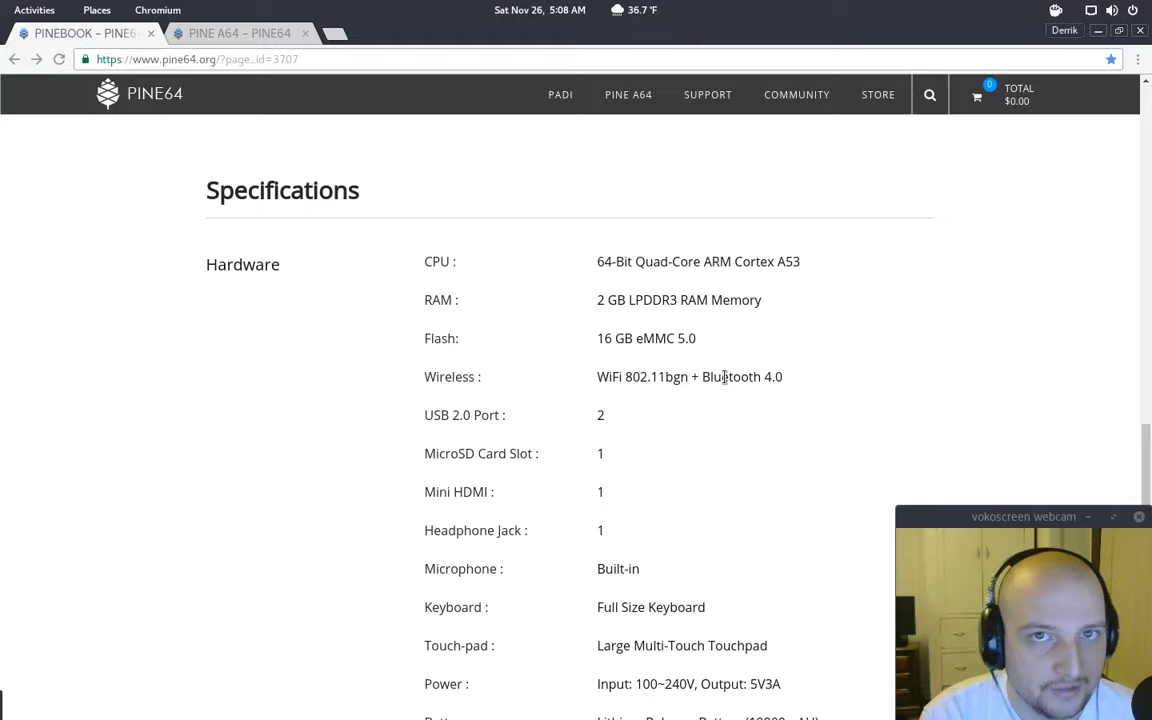 Activities Places Chromium Sat Nov 26, 5:08 AM 36.7 °F
PINEBOOK – PINE6 PINE A64 – PINE64 Derrik
https://www.pine64.org/?page_id=3707
PINE64 PADI PINE A64 SUPPORT COMMUNITY STORE 0 TOTAL
$0.00
Specifications
Hardware
CPU : 64-Bit Quad-Core ARM Cortex A53
RAM : 2 GB LPDDR3 RAM Memory
Flash: 16 GB eMMC 5.0
Wireless : WiFi 802.11bgn + Bluetooth 4.0
USB 2.0 Port : 2
MicroSD Card Slot : 1
Mini HDMI : 1
Headphone Jack : 1
vokoscreen webcam
Microphone : Built-in
Keyboard : Full Size Keyboard
Touch-pad : Large Multi-Touch Touchpad
Power : Input: 100~240V, Output: 5V3A